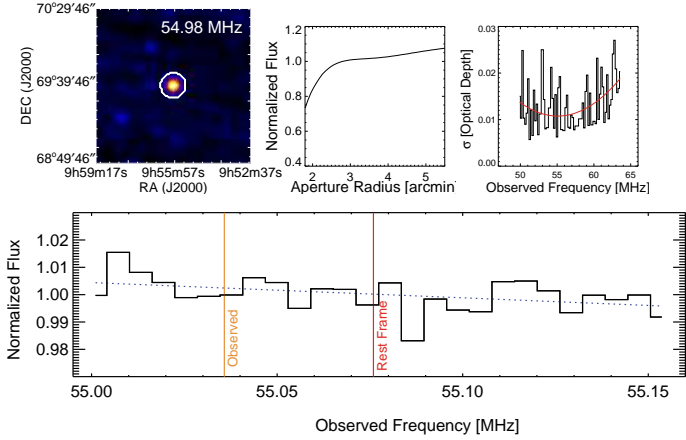 54.98 MHz
70°29'46"
69°39'46"
68°49'46"
DEC (J2000)
9h59m17s 9h55m57s 9h52m37s
RA (J2000)
1.4
1.2
1.0
0.8
0.6
0.4
Normalized Flux
2 3 4 5
Aperture Radius [arcmin]
0.03
0.02
0.01
0.00
σ [Optical Depth]
50 55 60 65
Observed Frequency [MHz]
1.02
1.00
0.99
0.98
Normalized Flux
Observed
Rest Frame
55.00 55.05 55.10 55.15
Observed Frequency [MHz]